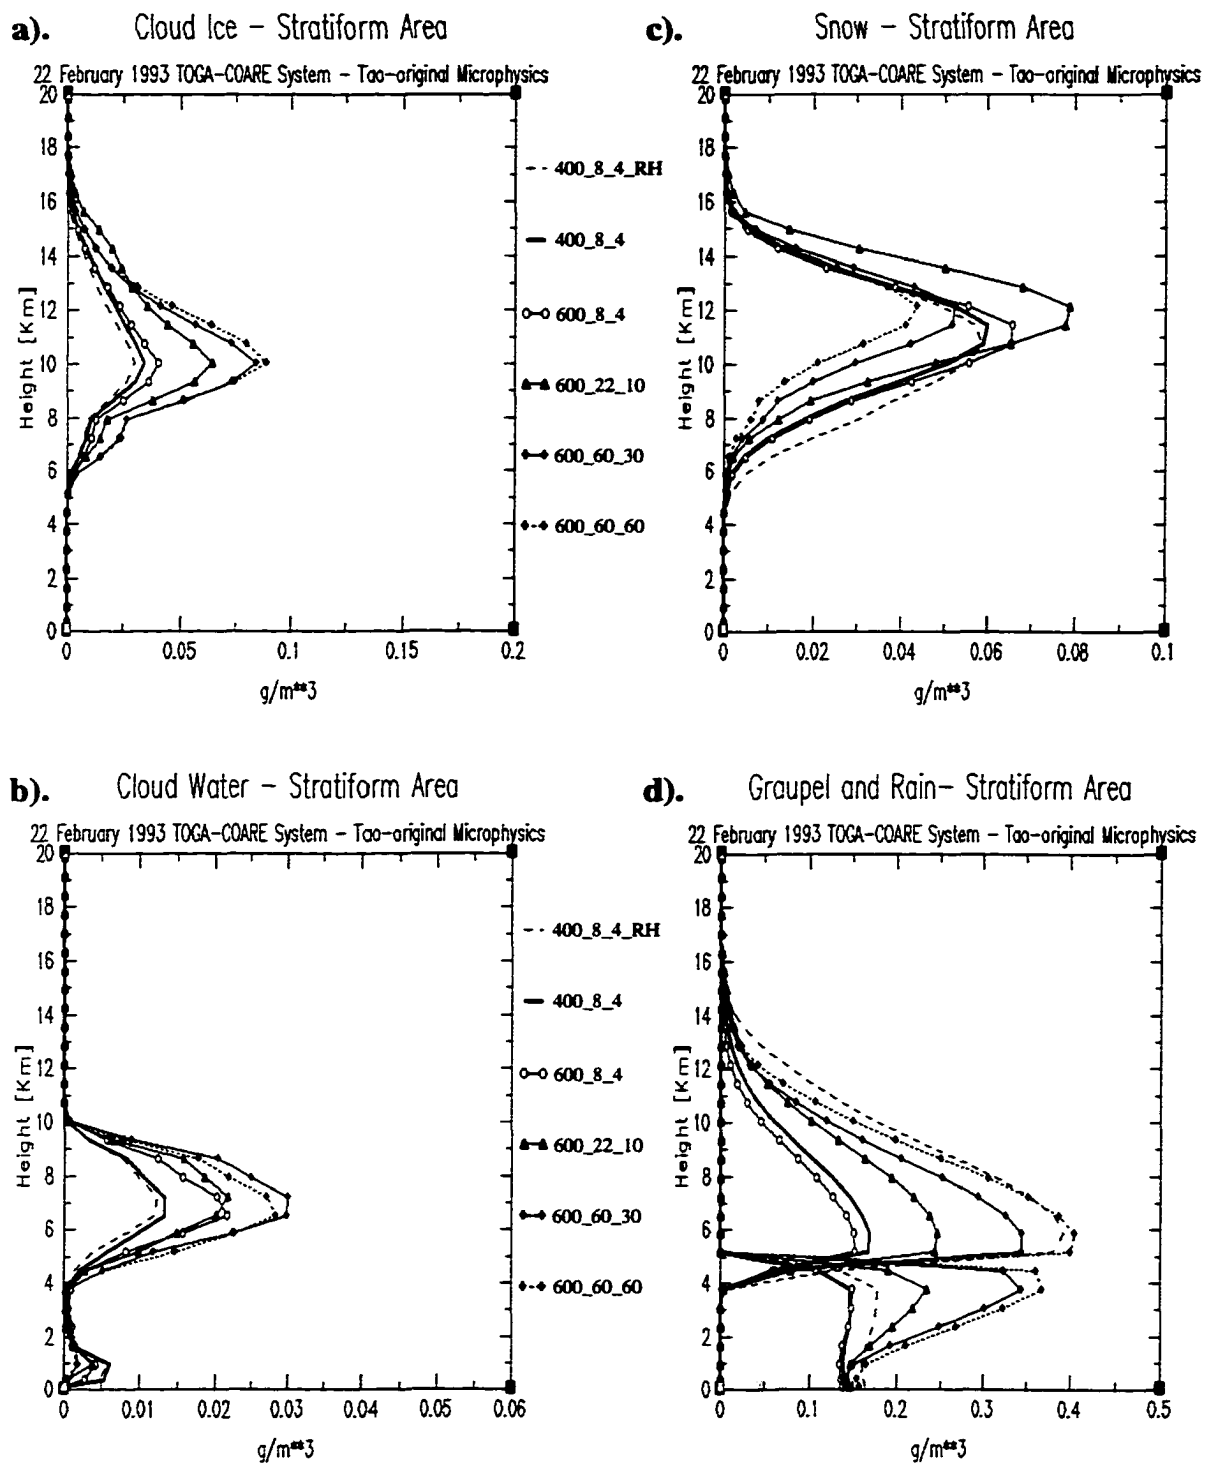 a). Cloud Ice – Stratiform Area
22 February 1993 TOGA-COARE System – Tao-original Microphysics
20
18
16
14
12
10
8
6
4
2
0
Height [Km]
0 0.05 0.1 0.15 0.2
g/m**3
400_8_4_RH
400_8_4
600_8_4
600_22_10
600_60_30
600_60_60
c). Snow – Stratiform Area
22 February 1993 TOGA-COARE System – Tao-original Microphysics
20
18
16
14
12
10
8
6
4
2
0
Height [Km]
0 0.02 0.04 0.06 0.08 0.1
g/m**3
b). Cloud Water – Stratiform Area
22 February 1993 TOGA-COARE System – Tao-original Microphysics
20
18
16
14
12
10
8
6
4
2
0
Height [Km]
0 0.01 0.02 0.03 0.04 0.05 0.06
g/m**3
400_8_4_RH
400_8_4
600_8_4
600_22_10
600_60_30
600_60_60
d). Graupel and Rain– Stratiform Area
22 February 1993 TOGA-COARE System – Tao-original Microphysics
20
18
16
14
12
10
8
6
4
2
0
Height [Km]
0 0.1 0.2 0.3 0.4 0.5
g/m**3